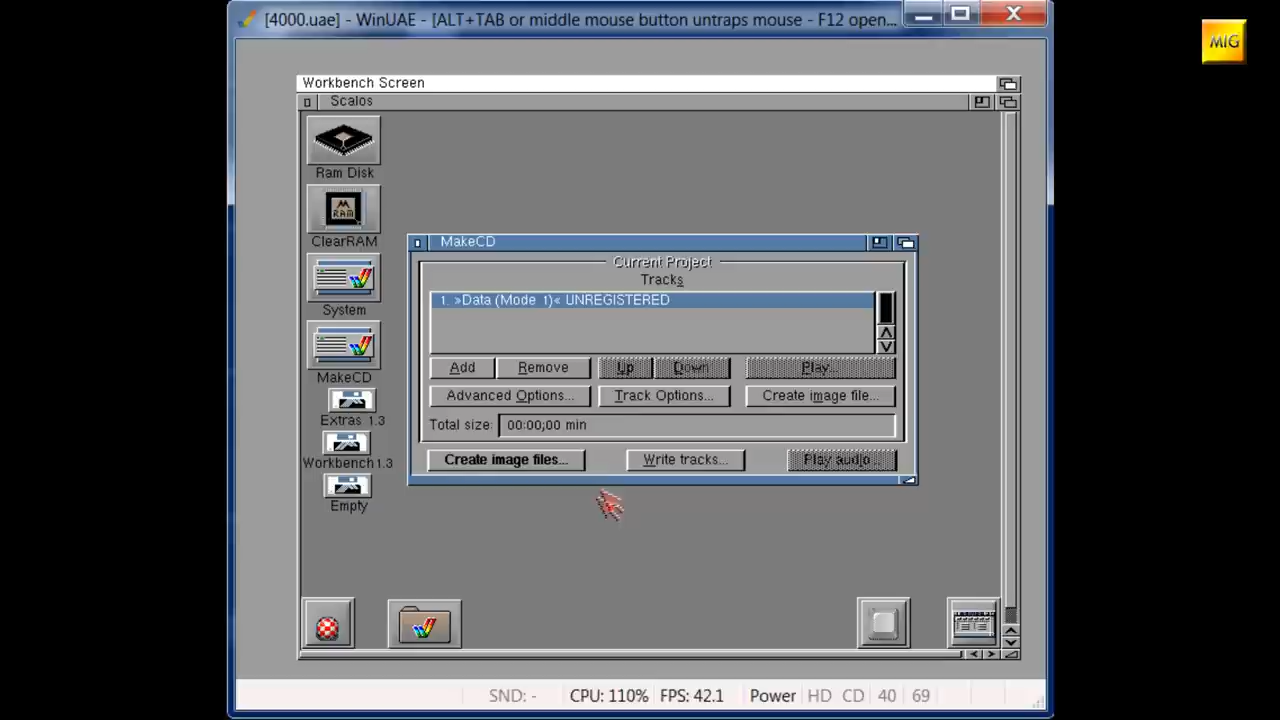 [4000.uae] - WinUAE - [ALT+TAB or middle mouse button untraps mouse - F12 open...
MiG
Workbench Screen
Scalos
Ram Disk
M
RAM
ClearRAM
System
MakeCD
Extras 1.3
Workbench1.3
Empty
MakeCD
Current Project
Tracks
1. »Data (Mode 1)« UNREGISTERED
Add
Remove
Up
Down
Play...
Advanced Options...
Track Options...
Create image file...
Total size: 00:00;00 min
Create image files...
Write tracks...
Play audio...
SND: - CPU: 110% FPS: 42.1 Power HD CD 40 69